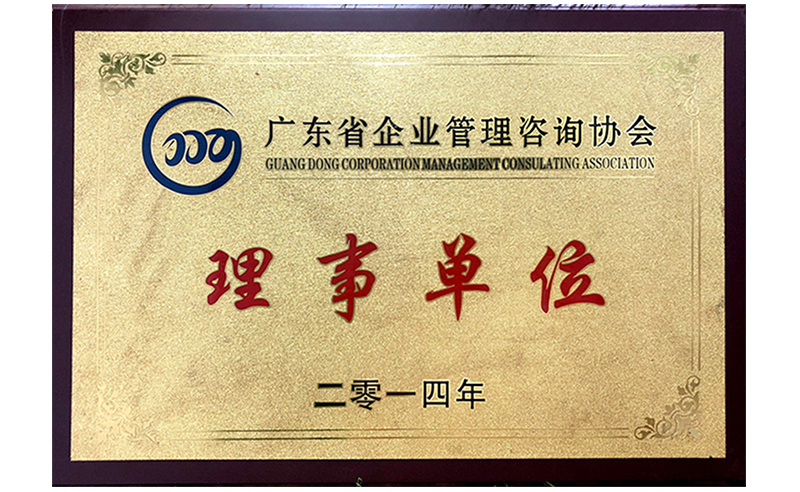 广东省企业管理咨询协会
GUANG DONG CORPORATION MANAGEMENT CONSULTING ASSOCIATION
理事单位
二零一四年